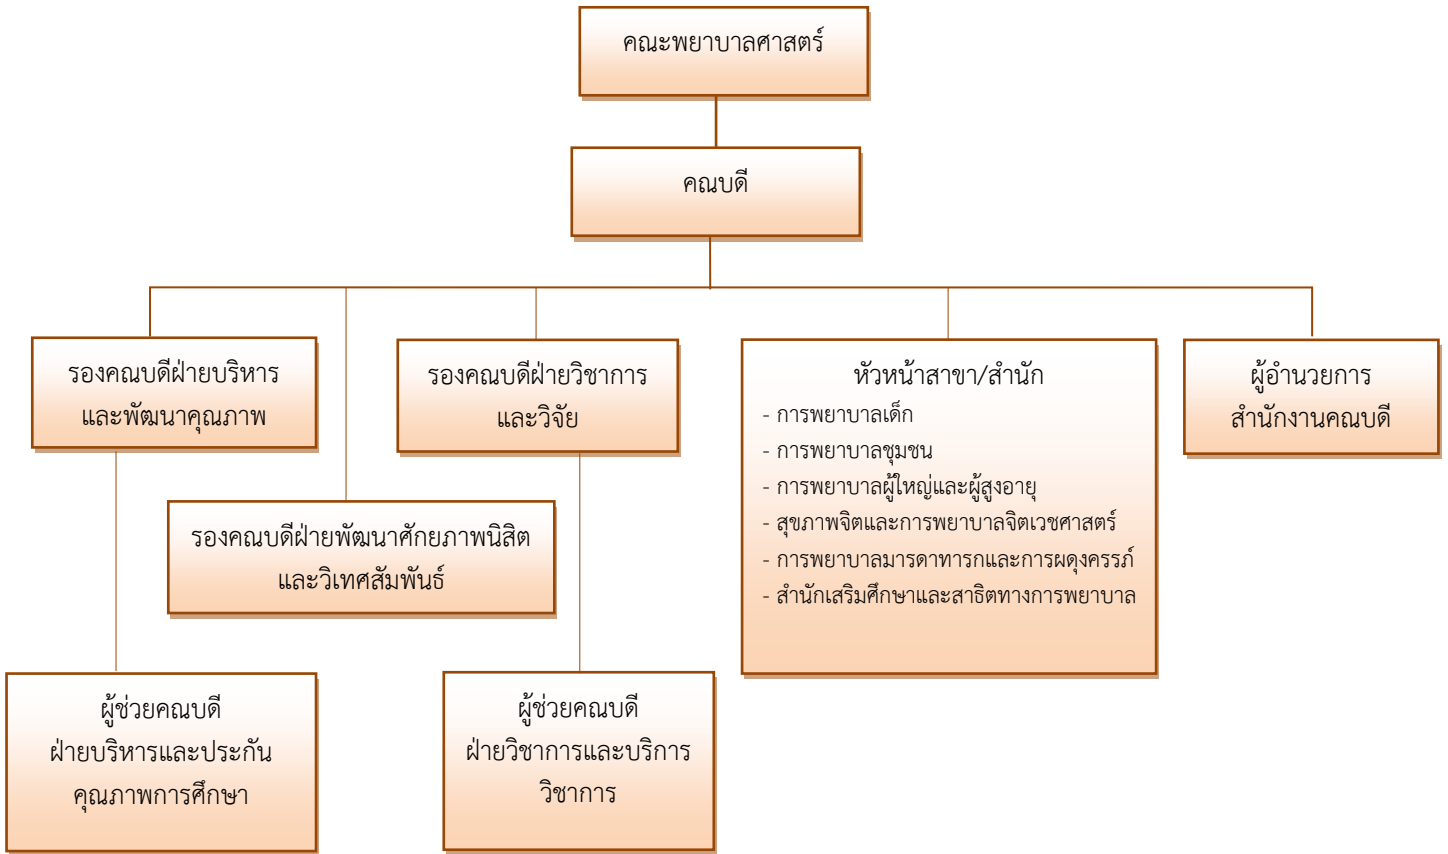 คณะพยาบาลศาสตร์
คณบดี
รองคณบดีฝ่ายบริหาร
และพัฒนาคุณภาพ
รองคณบดีฝ่ายวิชาการ
และวิจัย
หัวหน้าสาขา/สำนัก
- การพยาบาลเด็ก
- การพยาบาลชุมชน
- การพยาบาลผู้ใหญ่และผู้สูงอายุ
- สุขภาพจิตและการพยาบาลจิตเวชศาสตร์
- การพยาบาลมารดาทารกและการผดุงครรภ์
- สำนักเสริมศึกษาและสาธิตทางการพยาบาล
ผู้อำนวยการ
สำนักงานคณบดี
รองคณบดีฝ่ายพัฒนาศักยภาพนิสิต
และวิเทศสัมพันธ์
ผู้ช่วยคณบดี
ฝ่ายบริหารและประกัน
คุณภาพการศึกษา
ผู้ช่วยคณบดี
ฝ่ายวิชาการและบริการ
วิชาการ